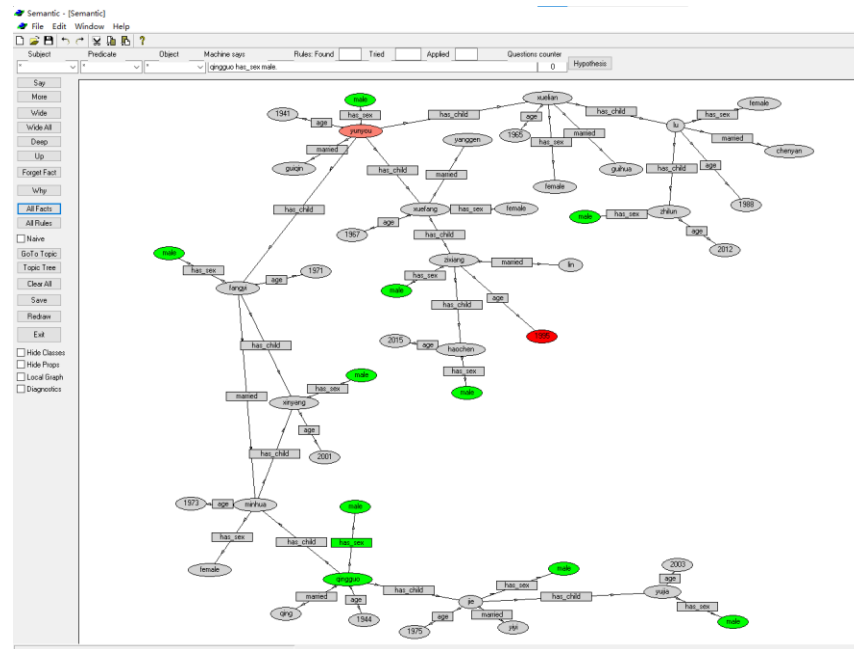 Semantic - [Semantic]
File Edit Window Help
?
Subject Predicate Object Machine says Rules: Found Tried Applied Questions counter
* * * qingguo has_sex male. 0 Hypothesis
Say
More
Wide
Wide All
Deep
Up
Forget Fact
Why
All Facts
All Rules
Naive
GoTo Topic
Topic Tree
Clear All
Save
Redraw
Exit
Hide Classes
Hide Props
Local Graph
Diagnostics
male
has_sex
1941
age
yunyou
married
guiqin
has_child
xuelian
age
1965
has_sex
female
married
guihua
has_child
lu
has_sex
female
married
chenyan
age
1988
has_child
zhilun
has_sex
male
age
2012
has_child
xuefang
married
yanggen
has_sex
female
age
1967
has_child
zixiang
married
lin
has_sex
male
age
1995
has_child
haochen
age
2015
has_sex
male
has_child
fangji
has_sex
male
age
1971
has_child
married
xinyang
has_sex
male
age
2001
has_child
minhua
age
1973
has_sex
female
has_child
qingguo
has_sex
male
married
qing
age
1944
has_child
jie
has_sex
male
age
1975
married
yiyi
has_child
yujia
age
2003
has_sex
male